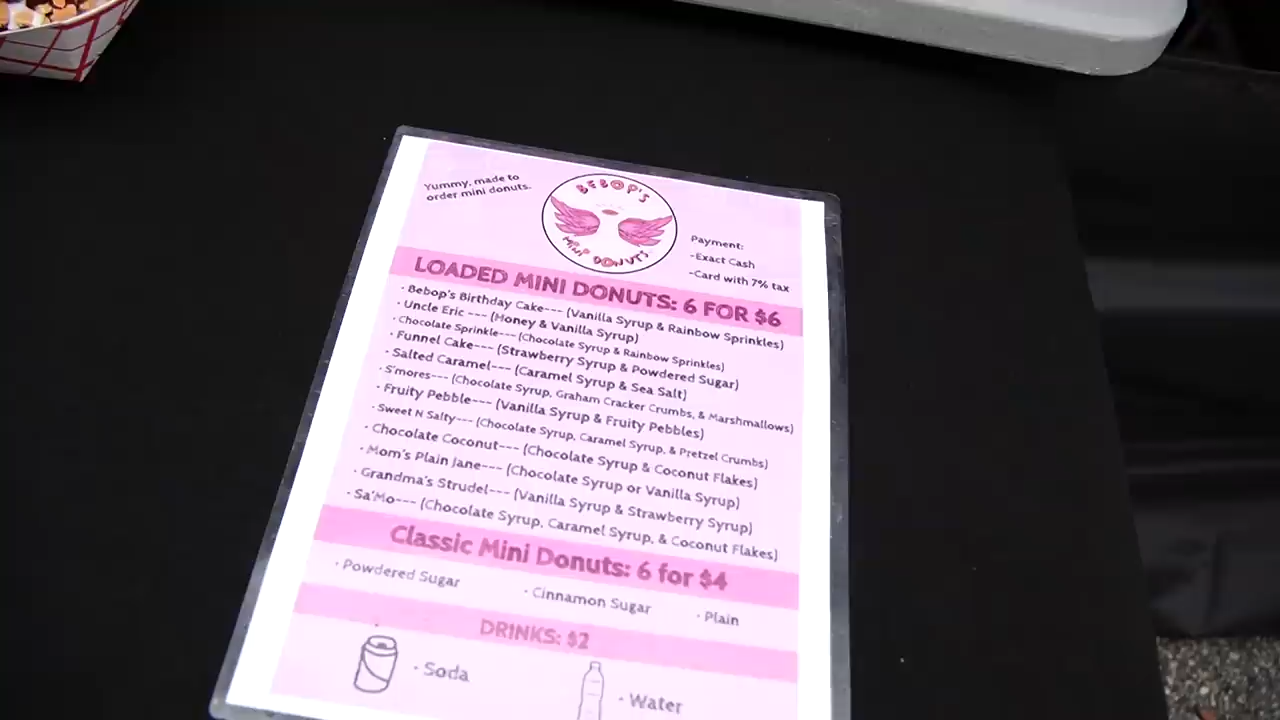 Yummy, made to
order mini donuts.
BEBOP'S
MINI DONUTS
Payment:
-Exact Cash
-Card with 7% tax
LOADED MINI DONUTS: 6 FOR $6
· Bebop's Birthday Cake--- (Vanilla Syrup & Rainbow Sprinkles)
· Uncle Eric --- (Honey & Vanilla Syrup)
· Chocolate Sprinkle--- (Chocolate Syrup & Rainbow Sprinkles)
· Funnel Cake--- (Strawberry Syrup & Powdered Sugar)
· Salted Caramel--- (Caramel Syrup & Sea Salt)
· S'mores--- (Chocolate Syrup, Graham Cracker Crumbs, & Marshmallows)
· Fruity Pebble--- (Vanilla Syrup & Fruity Pebbles)
· Sweet N Salty--- (Chocolate Syrup, Caramel Syrup, & Pretzel Crumbs)
· Chocolate Coconut--- (Chocolate Syrup & Coconut Flakes)
· Mom's Plain Jane--- (Chocolate Syrup or Vanilla Syrup)
· Grandma's Strudel--- (Vanilla Syrup & Strawberry Syrup)
· Sa'Mo--- (Chocolate Syrup, Caramel Syrup, & Coconut Flakes)
Classic Mini Donuts: 6 for $4
· Powdered Sugar
· Cinnamon Sugar
· Plain
DRINKS: $2
· Soda
· Water